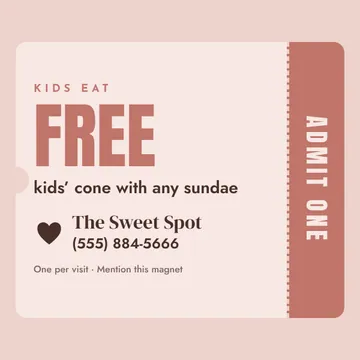 KIDS EAT
FREE
kids’ cone with any sundae
The Sweet Spot
(555) 884-5666
One per visit · Mention this magnet
ADMIT ONE